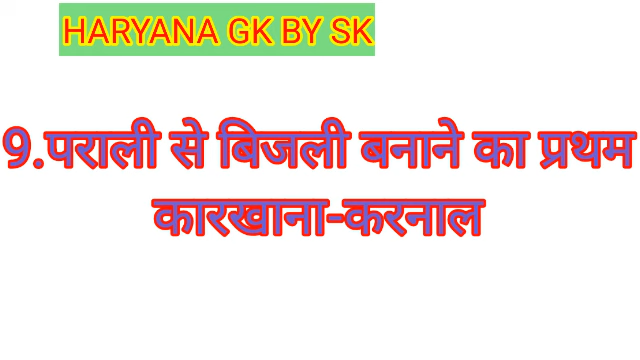 HARYANA GK BY SK
9.पराली से बिजली बनाने का प्रथम
कारखाना-करनाल